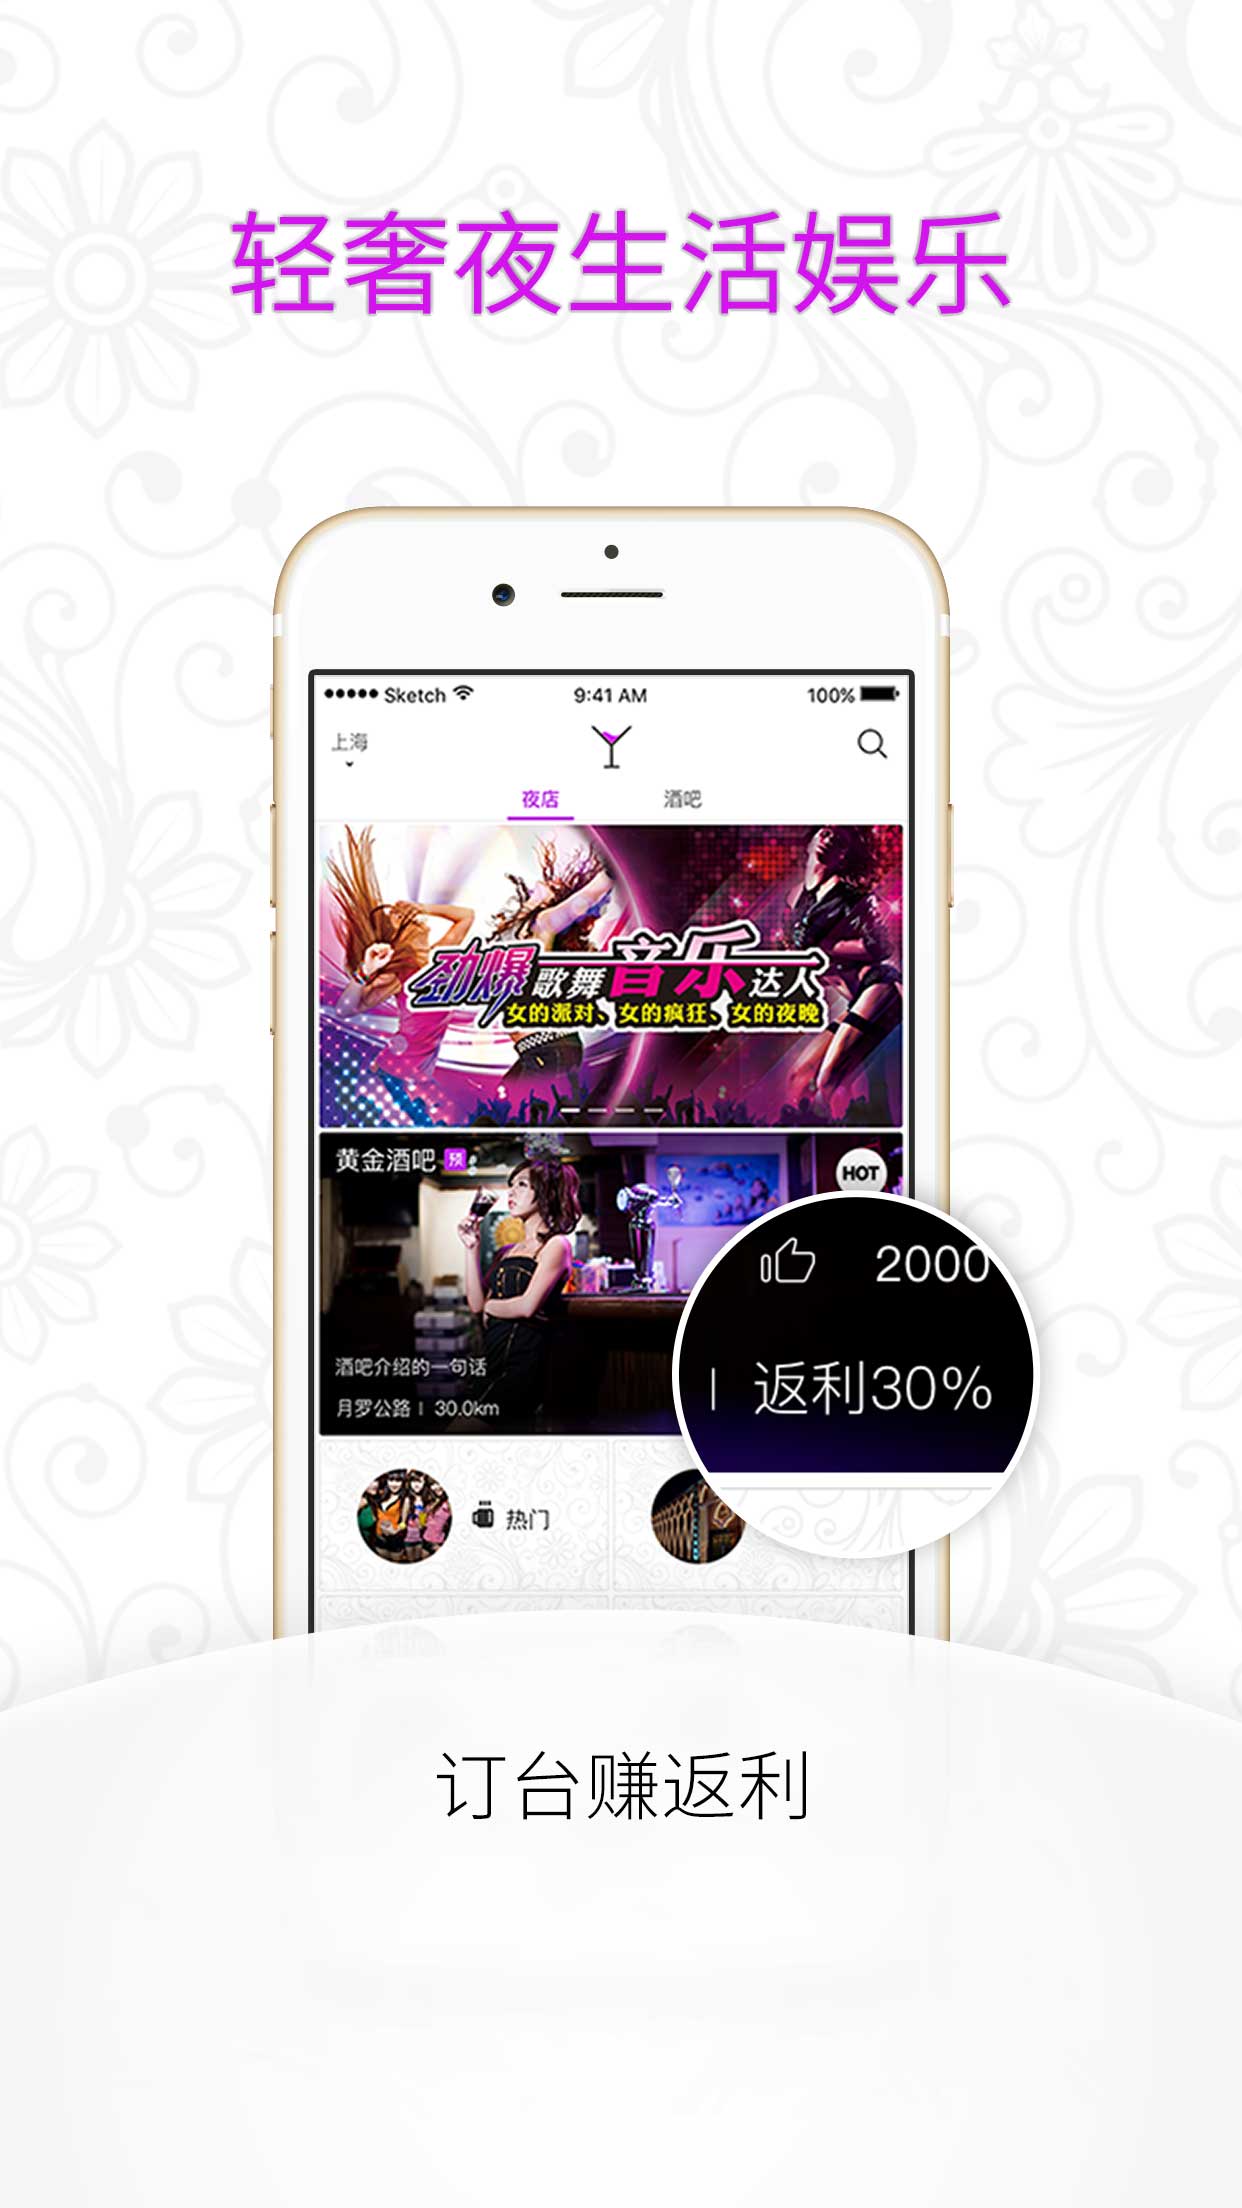 轻奢夜生活娱乐
Sketch 9:41 AM 100%
上海
夜店 酒吧
劲爆歌舞音乐达人
女的派对、女的疯狂、女的夜晚
黄金酒吧 预
HOT
2000
返利30%
酒吧介绍的一句话
月罗公路 | 30.0km
热门
订台赚返利